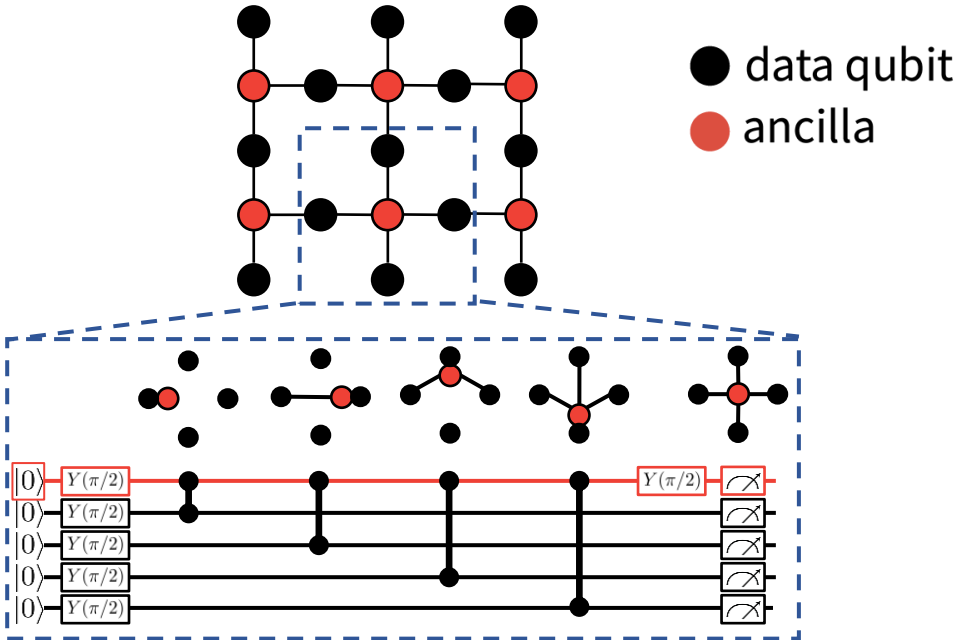 data qubit
ancilla
|0⟩ Y(π/2) Y(π/2)
|0⟩ Y(π/2)
|0⟩ Y(π/2)
|0⟩ Y(π/2)
|0⟩ Y(π/2)